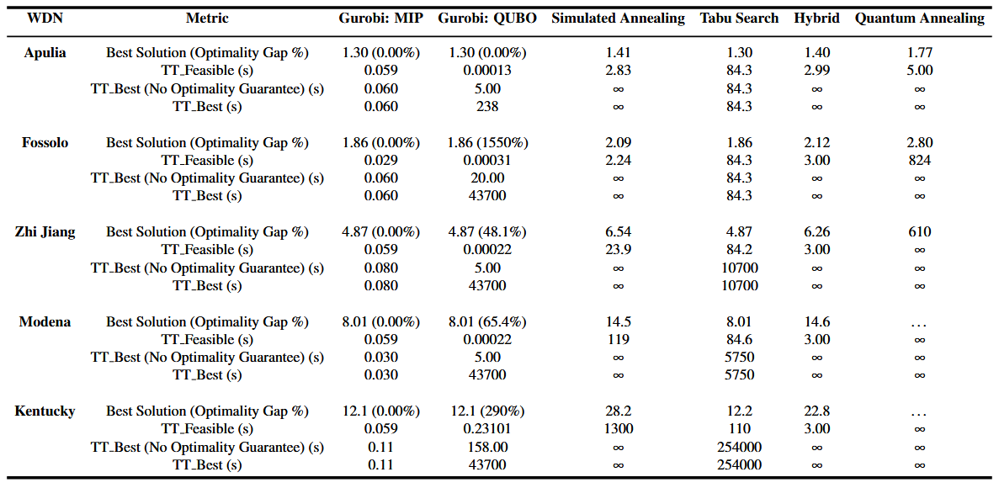 WDN Metric Gurobi: MIP Gurobi: QUBO Simulated Annealing Tabu Search Hybrid Quantum Annealing
Apulia Best Solution (Optimality Gap %) 1.30 (0.00%) 1.30 (0.00%) 1.41 1.30 1.40 1.77
TT_Feasible (s) 0.059 0.00013 2.83 84.3 2.99 5.00
TT_Best (No Optimality Guarantee) (s) 0.060 5.00 ∞ 84.3 ∞ ∞
TT_Best (s) 0.060 238 ∞ 84.3 ∞ ∞
Fossolo Best Solution (Optimality Gap %) 1.86 (0.00%) 1.86 (1550%) 2.09 1.86 2.12 2.80
TT_Feasible (s) 0.029 0.00031 2.24 84.3 3.00 824
TT_Best (No Optimality Guarantee) (s) 0.060 20.00 ∞ 84.3 ∞ ∞
TT_Best (s) 0.060 43700 ∞ 84.3 ∞ ∞
Zhi Jiang Best Solution (Optimality Gap %) 4.87 (0.00%) 4.87 (48.1%) 6.54 4.87 6.26 610
TT_Feasible (s) 0.059 0.00022 23.9 84.2 3.00 ∞
TT_Best (No Optimality Guarantee) (s) 0.080 5.00 ∞ 10700 ∞ ∞
TT_Best (s) 0.080 43700 ∞ 10700 ∞ ∞
Modena Best Solution (Optimality Gap %) 8.01 (0.00%) 8.01 (65.4%) 14.5 8.01 14.6 ...
TT_Feasible (s) 0.059 0.00022 119 84.6 3.00 ∞
TT_Best (No Optimality Guarantee) (s) 0.030 5.00 ∞ 5750 ∞ ∞
TT_Best (s) 0.030 43700 ∞ 5750 ∞ ∞
Kentucky Best Solution (Optimality Gap %) 12.1 (0.00%) 12.1 (290%) 28.2 12.2 22.8 ...
TT_Feasible (s) 0.059 0.23101 1300 110 3.00 ∞
TT_Best (No Optimality Guarantee) (s) 0.11 158.00 ∞ 254000 ∞ ∞
TT_Best (s) 0.11 43700 ∞ 254000 ∞ ∞